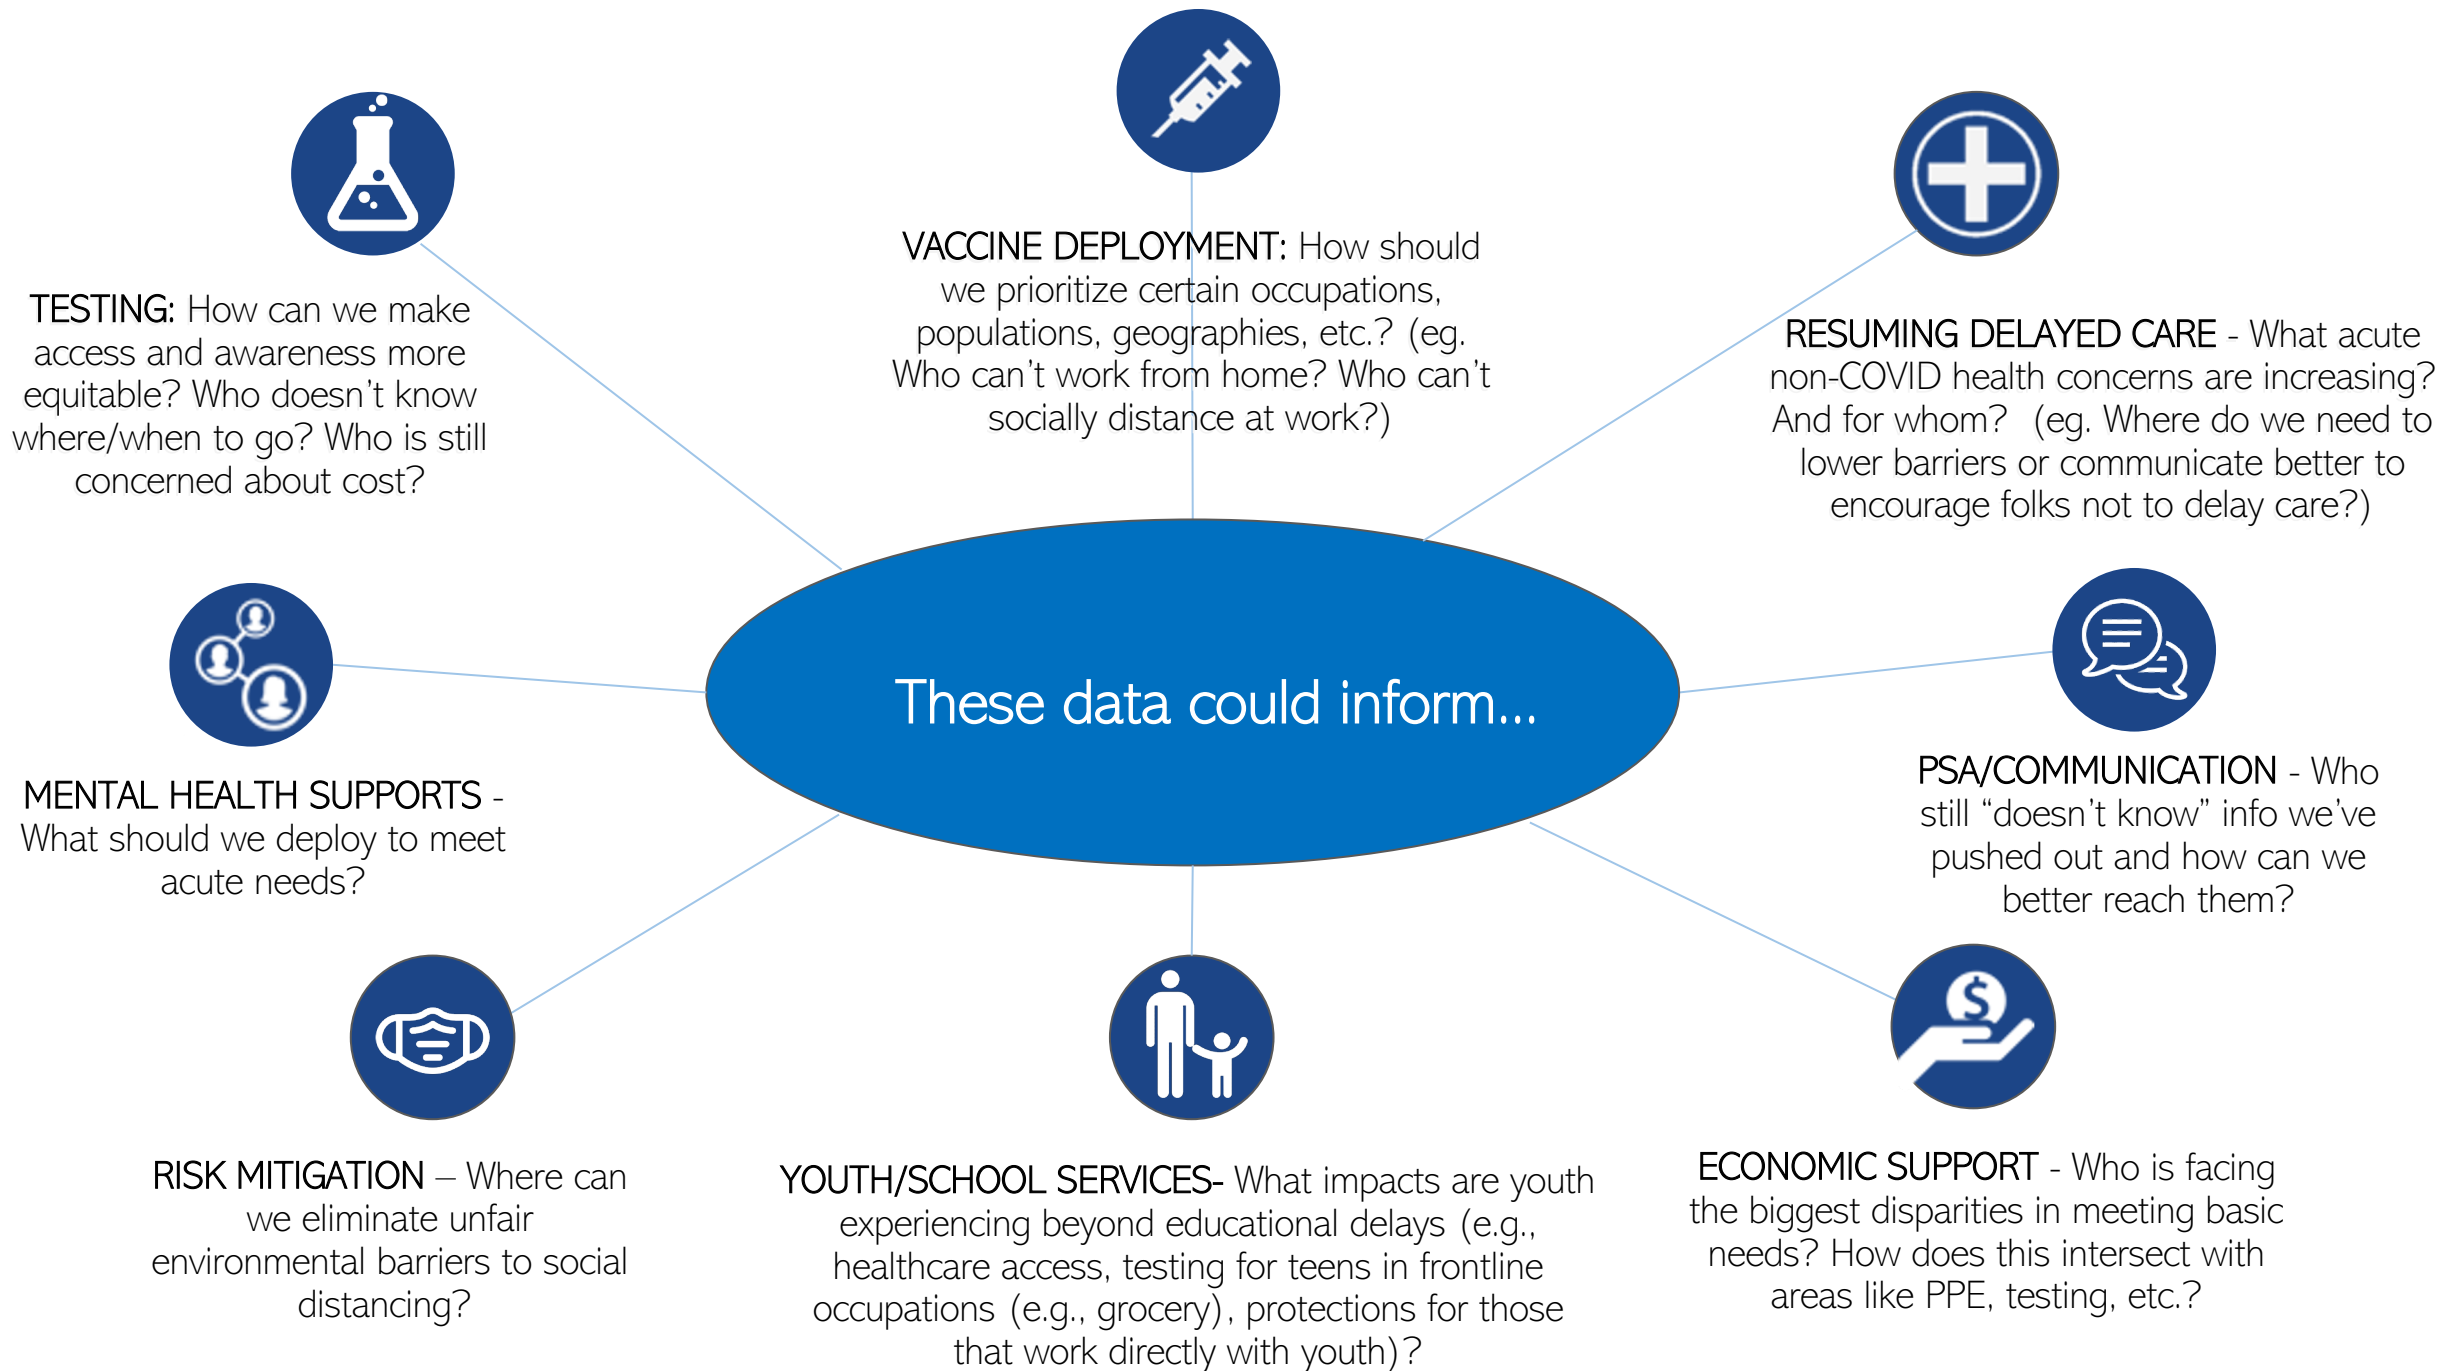 TESTING: How can we make
access and awareness more
equitable? Who doesn't know
where/when to go? Who is still
concerned about cost?
VACCINE DEPLOYMENT: How should
we prioritize certain occupations,
populations, geographies, etc.? (eg.
Who can't work from home? Who can't
socially distance at work?)
RESUMING DELAYED CARE - What acute
non-COVID health concerns are increasing?
And for whom? (eg. Where do we need to
lower barriers or communicate better to
encourage folks not to delay care?)
These data could inform...
MENTAL HEALTH SUPPORTS -
What should we deploy to meet
acute needs?
PSA/COMMUNICATION - Who
still “doesn't know” info we've
pushed out and how can we
better reach them?
$
RISK MITIGATION – Where can
we eliminate unfair
environmental barriers to social
distancing?
YOUTH/SCHOOL SERVICES- What impacts are youth
experiencing beyond educational delays (e.g.,
healthcare access, testing for teens in frontline
occupations (e.g., grocery), protections for those
that work directly with youth)?
ECONOMIC SUPPORT - Who is facing
the biggest disparities in meeting basic
needs? How does this intersect with
areas like PPE, testing, etc.?